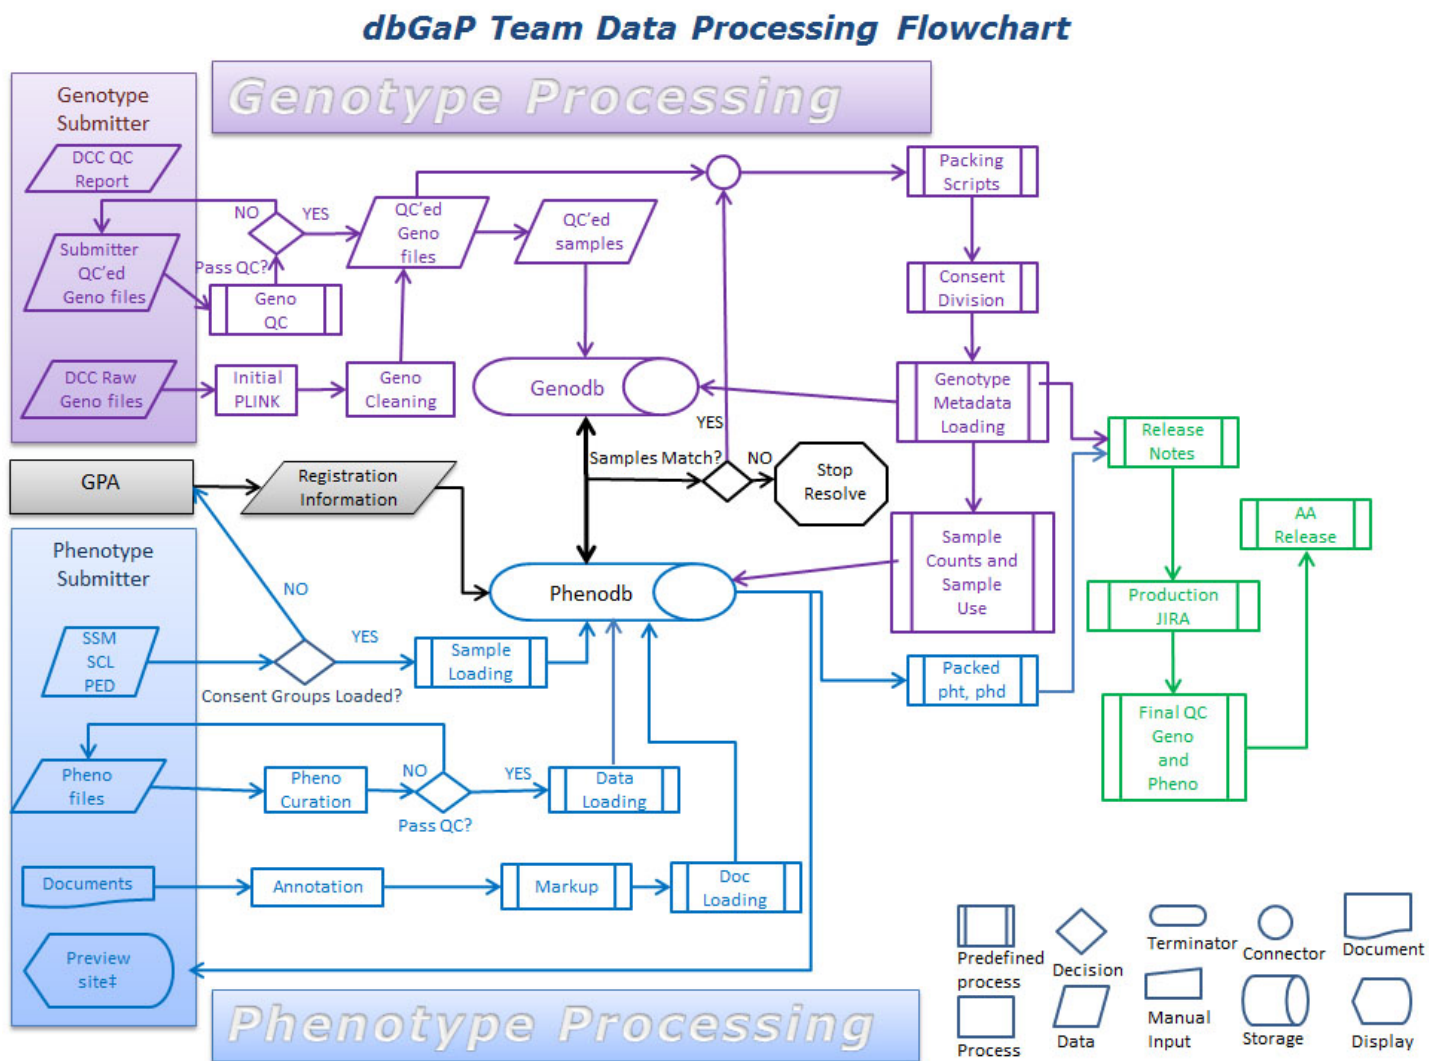 dbGaP Team Data Processing Flowchart
Genotype Processing
Genotype
Submitter
DCC QC
Report
NO
YES
Submitter
QC'ed
Geno files
Pass QC?
Geno
QC
QC'ed
Geno
files
QC'ed
samples
Packing
Scripts
Consent
Division
DCC Raw
Geno files
Initial
PLINK
Geno
Cleaning
Genodb
Genotype
Metadata
Loading
YES
Samples Match?
NO
Stop
Resolve
Release
Notes
GPA
Registration
Information
AA
Release
Phenotype
Submitter
NO
Phenodb
Sample
Counts and
Sample
Use
Production
JIRA
SSM
SCL
PED
YES
Consent Groups Loaded?
Sample
Loading
Packed
pht, phd
Final QC
Geno
and
Pheno
Pheno
files
Pheno
Curation
NO
YES
Pass QC?
Data
Loading
Documents
Annotation
Markup
Doc
Loading
Preview
site‡
Phenotype Processing
Predefined
process
Decision
Terminator
Connector
Document
Process
Data
Manual
Input
Storage
Display